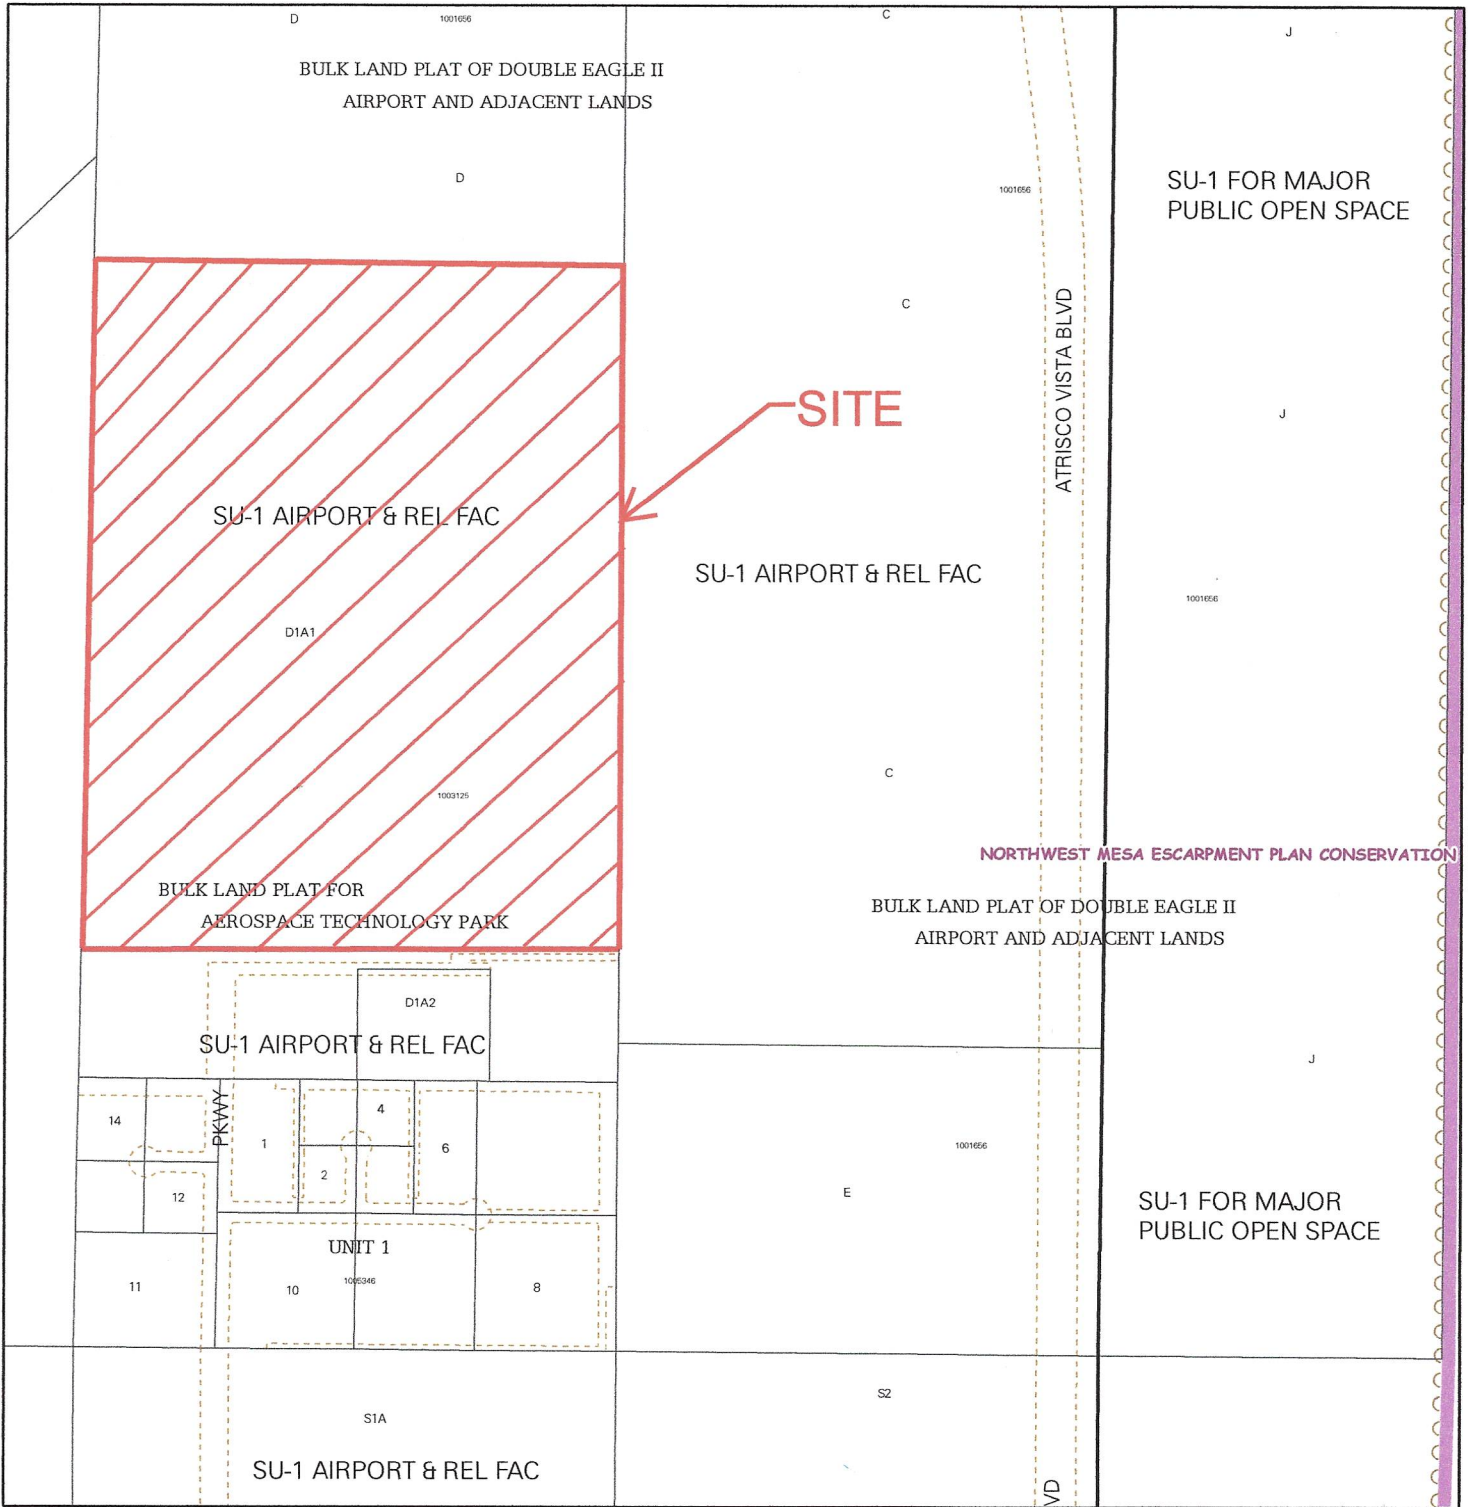 D
1001656
C
J
BULK LAND PLAT OF DOUBLE EAGLE II
AIRPORT AND ADJACENT LANDS
D
1001656
SU-1 FOR MAJOR
PUBLIC OPEN SPACE
C
ATRISCO VISTA BLVD
SITE
J
SU-1 AIRPORT & REL FAC
SU-1 AIRPORT & REL FAC
1001656
D1A1
C
1003125
NORTHWEST MESA ESCARPMENT PLAN CONSERVATION
BULK LAND PLAT FOR
AEROSPACE TECHNOLOGY PARK
BULK LAND PLAT OF DOUBLE EAGLE II
AIRPORT AND ADJACENT LANDS
D1A2
SU-1 AIRPORT & REL FAC
J
14
PKWY
1
4
6
2
1001656
12
E
SU-1 FOR MAJOR
PUBLIC OPEN SPACE
UNIT 1
1005346
11
10
8
S2
S1A
SU-1 AIRPORT & REL FAC
VD